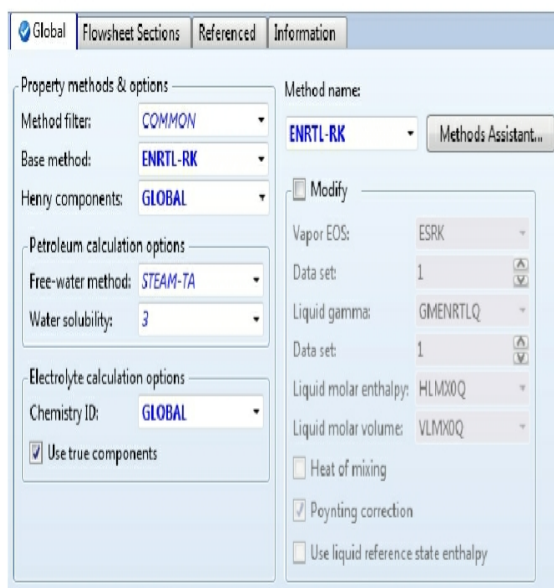 Global Flowsheet Sections Referenced Information
Property methods & options
Method filter: COMMON
Base method: ENRTL-RK
Henry components: GLOBAL
Petroleum calculation options
Free-water method: STEAM-TA
Water solubility: 3
Electrolyte calculation options
Chemistry ID: GLOBAL
Use true components
Method name:
ENRTL-RK Methods Assistant...
Modify
Vapor EOS: ESRK
Data set: 1
Liquid gamma: GMENRTLQ
Data set: 1
Liquid molar enthalpy: HLMX0Q
Liquid molar volume: VLMX0Q
Heat of mixing
Poynting correction
Use liquid reference state enthalpy